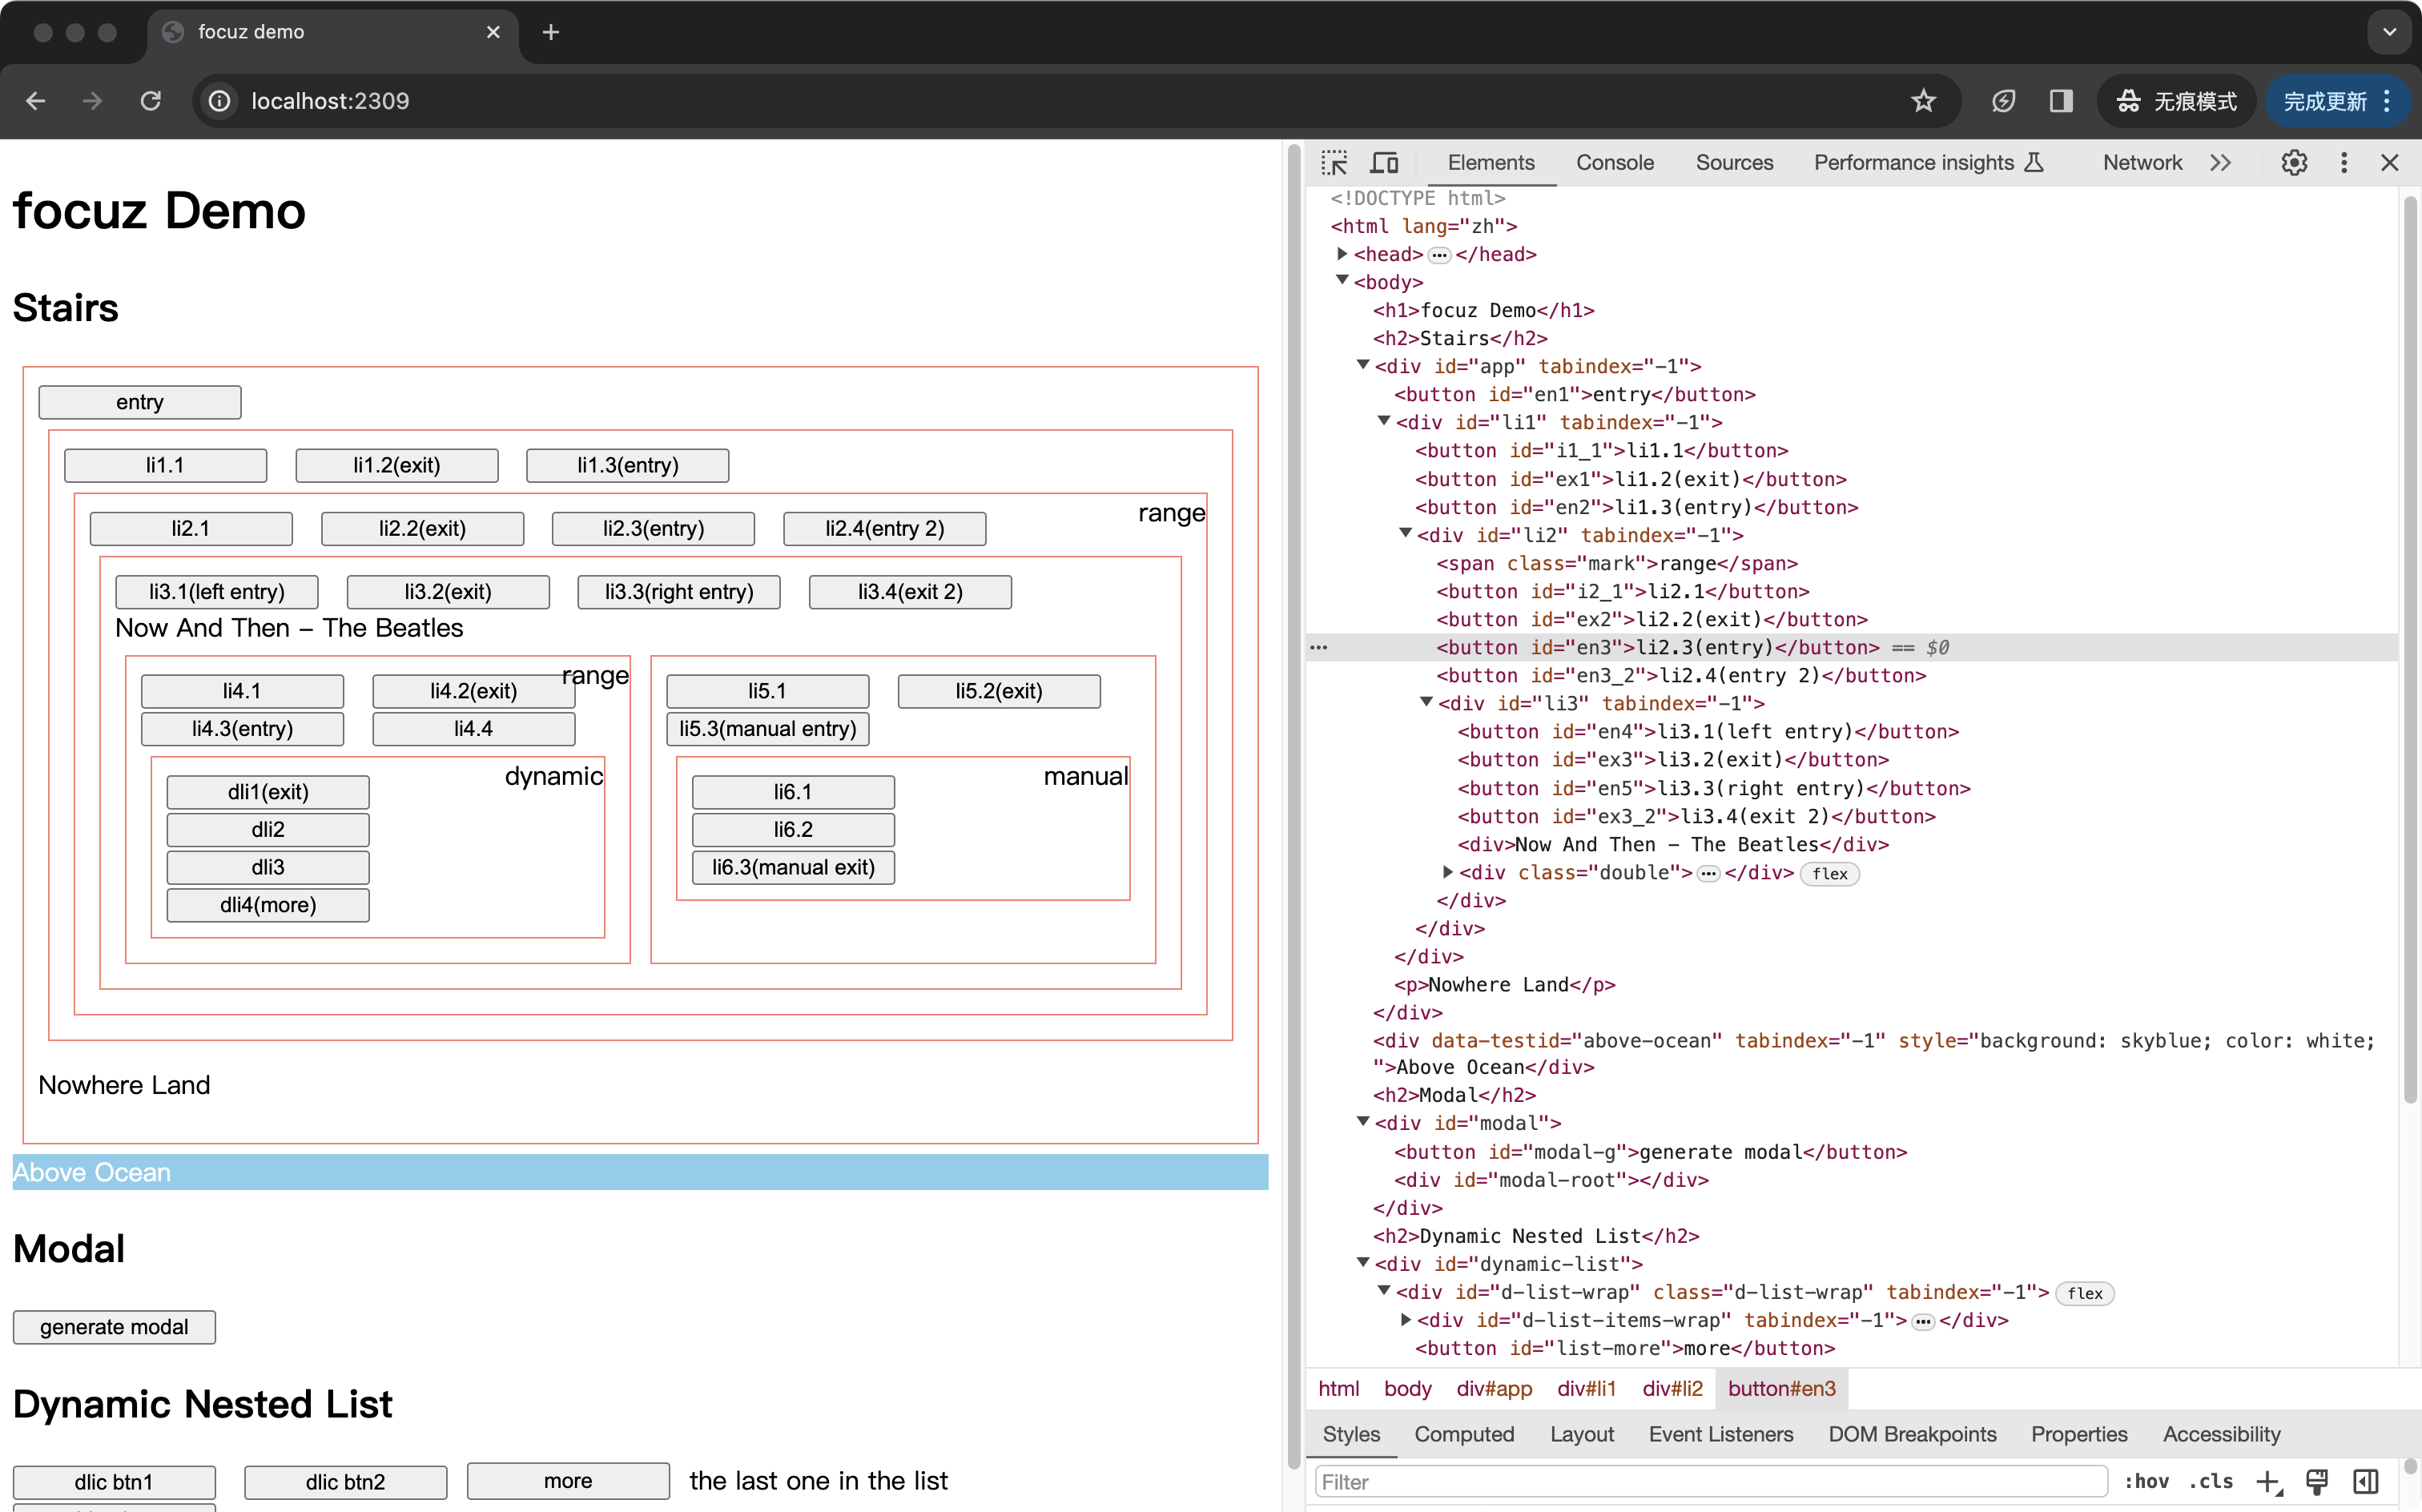 focuz demo
localhost:2309
无痕模式
完成更新
focuz Demo
Stairs
entry
li1.1 li1.2(exit) li1.3(entry)
range
li2.1 li2.2(exit) li2.3(entry) li2.4(entry 2)
li3.1(left entry) li3.2(exit) li3.3(right entry) li3.4(exit 2)
Now And Then – The Beatles
range
li4.1 li4.2(exit)
li4.3(entry) li4.4
dynamic
dli1(exit)
dli2
dli3
dli4(more)
li5.1 li5.2(exit)
li5.3(manual entry)
manual
li6.1
li6.2
li6.3(manual exit)
Nowhere Land
Above Ocean
Modal
generate modal
Dynamic Nested List
dlic btn1 dlic btn2 more the last one in the list
Elements Console Sources Performance insights Network
<!DOCTYPE html>
<html lang="zh">
<head> ••• </head>
<body>
<h1>focuz Demo</h1>
<h2>Stairs</h2>
<div id="app" tabindex="-1">
<button id="en1">entry</button>
<div id="li1" tabindex="-1">
<button id="i1_1">li1.1</button>
<button id="ex1">li1.2(exit)</button>
<button id="en2">li1.3(entry)</button>
<div id="li2" tabindex="-1">
<span class="mark">range</span>
<button id="i2_1">li2.1</button>
<button id="ex2">li2.2(exit)</button>
••• <button id="en3">li2.3(entry)</button> == $0
<button id="en3_2">li2.4(entry 2)</button>
<div id="li3" tabindex="-1">
<button id="en4">li3.1(left entry)</button>
<button id="ex3">li3.2(exit)</button>
<button id="en5">li3.3(right entry)</button>
<button id="ex3_2">li3.4(exit 2)</button>
<div>Now And Then – The Beatles</div>
<div class="double"> ••• </div> flex
</div>
</div>
</div>
<p>Nowhere Land</p>
</div>
<div data-testid="above-ocean" tabindex="-1" style="background: skyblue; color: white;
">Above Ocean</div>
<h2>Modal</h2>
<div id="modal">
<button id="modal-g">generate modal</button>
<div id="modal-root"></div>
</div>
<h2>Dynamic Nested List</h2>
<div id="dynamic-list">
<div id="d-list-wrap" class="d-list-wrap" tabindex="-1"> flex
<div id="d-list-items-wrap" tabindex="-1"> ••• </div>
<button id="list-more">more</button>
html body div#app div#li1 div#li2 button#en3
Styles Computed Layout Event Listeners DOM Breakpoints Properties Accessibility
Filter :hov .cls